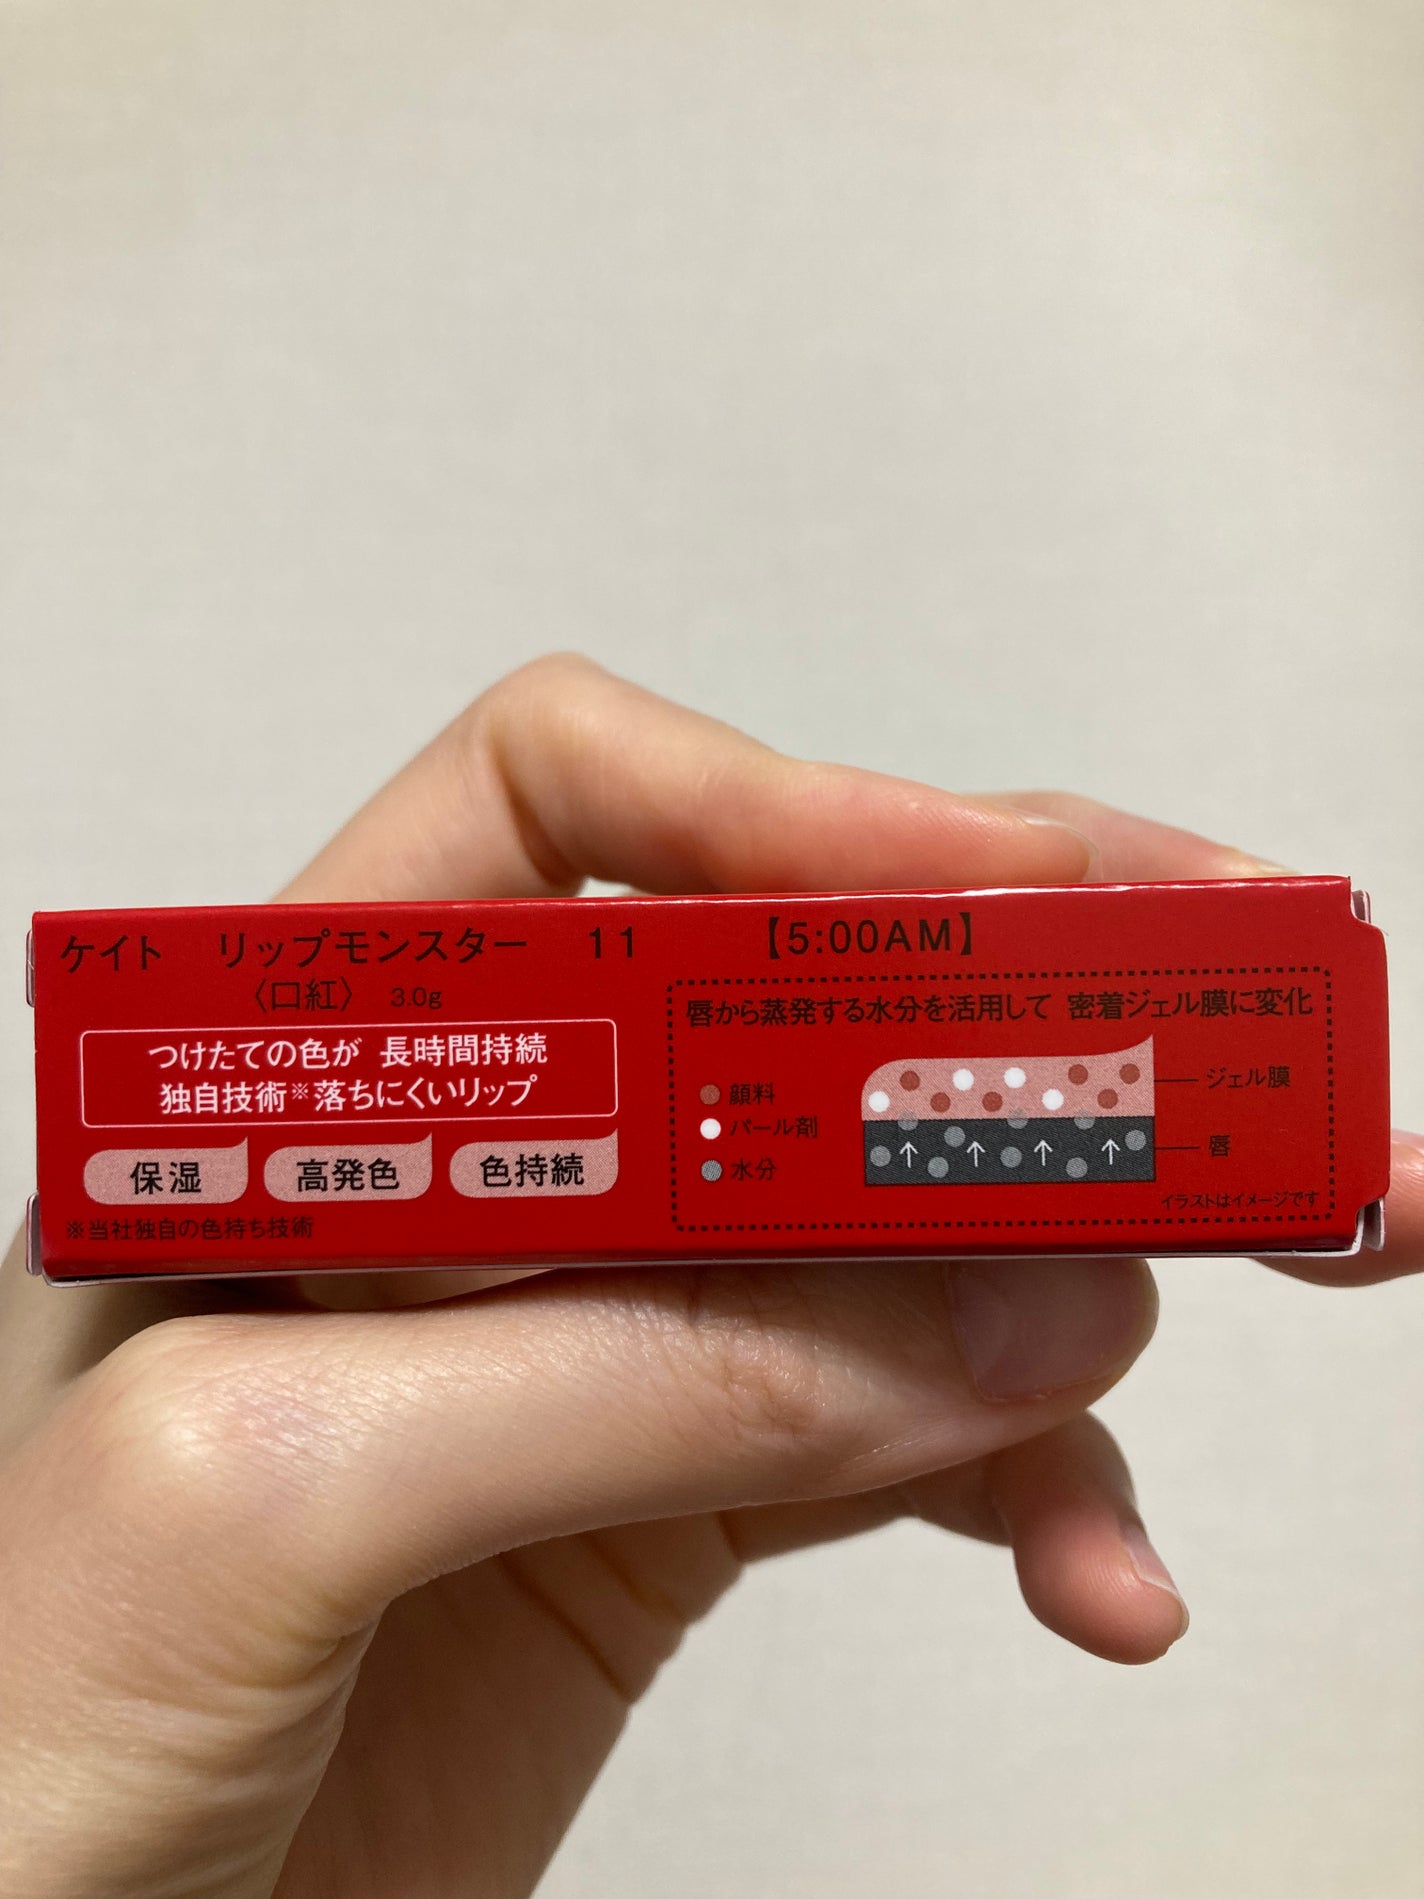 ケイト リップモンスター 11 【5:00AM】
〈口紅〉 3.0g
つけたての色が 長時間持続
独自技術※落ちにくいリップ
保湿 高発色 色持続
※当社独自の色持ち技術
唇から蒸発する水分を活用して 密着ジェル膜に変化
顔料
パール剤
水分
ジェル膜
唇
イラストはイメージです